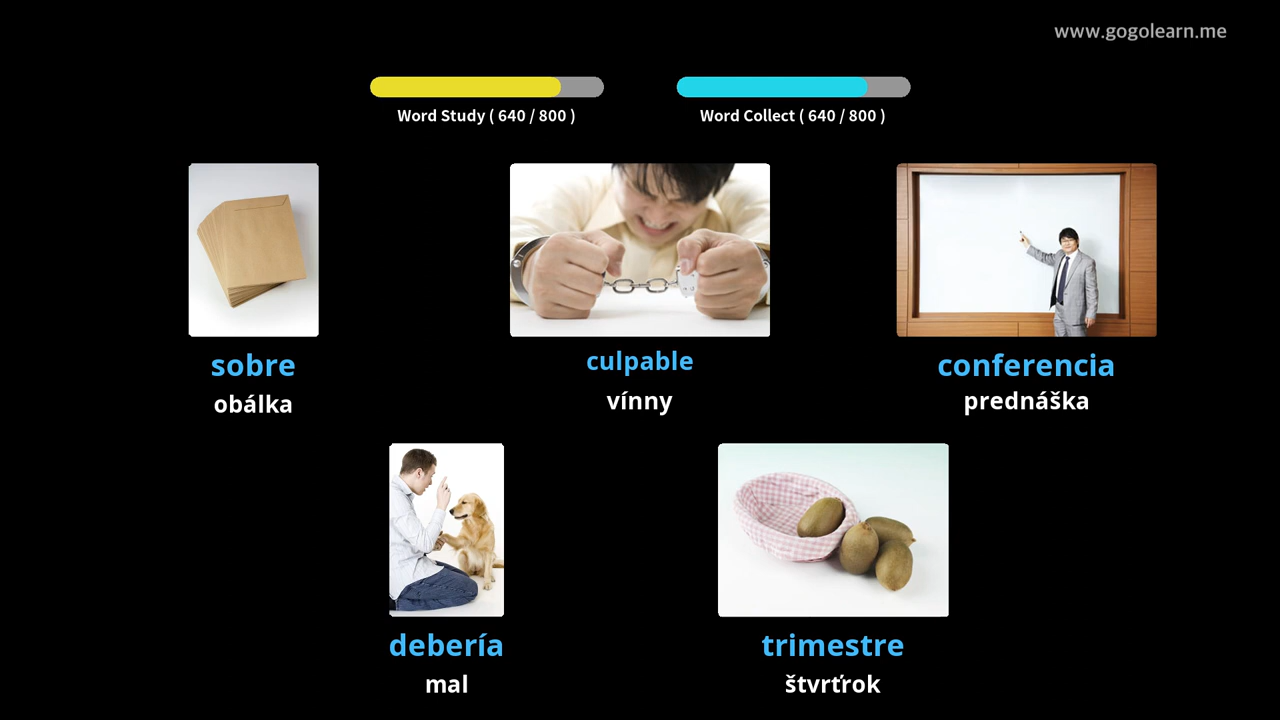 www.gogolearn.me
Word Study ( 640 / 800 )
Word Collect ( 640 / 800 )
sobre
obálka
culpable
vínny
conferencia
prednáška
debería
mal
trimestre
štvrťrok